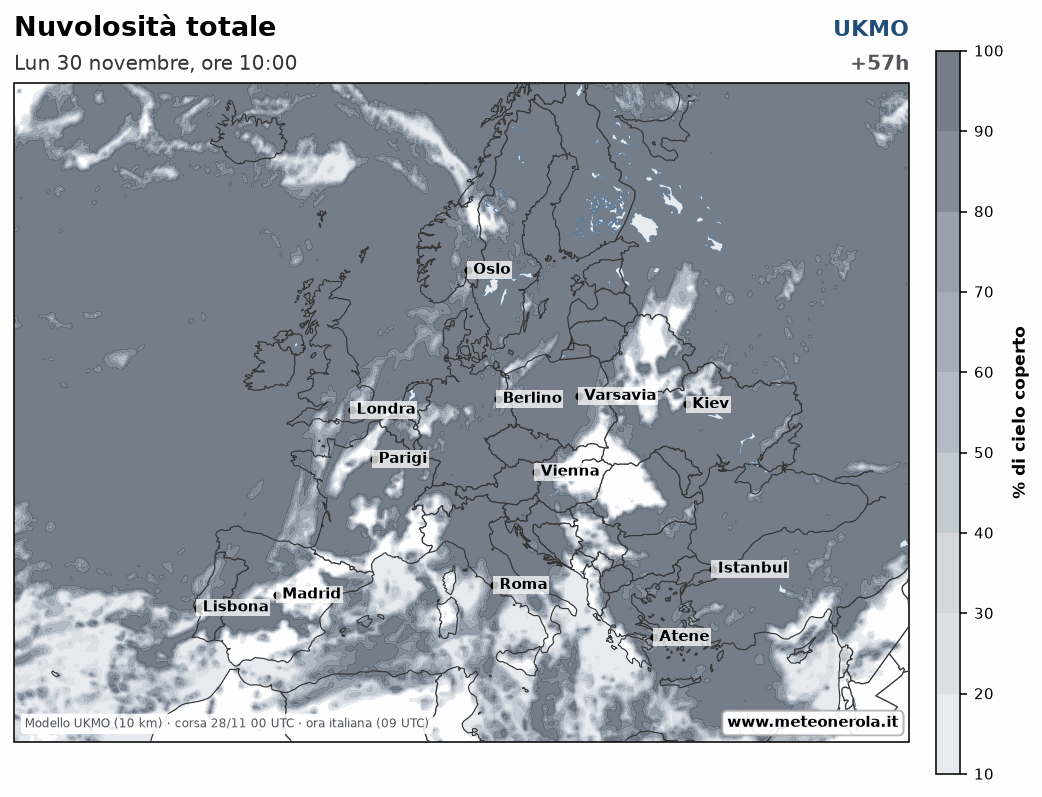 Nuvolosità totale
UKMO
Lun 30 novembre, ore 10:00
+57h
100
90
80
70
60
50
40
30
20
10
% di cielo coperto
Oslo
Londra
Berlino
Varsavia
Kiev
Parigi
Vienna
Istanbul
Roma
Madrid
Lisbona
Atene
Modello UKMO (10 km) · corsa 28/11 00 UTC · ora italiana (09 UTC)
www.meteonerola.it